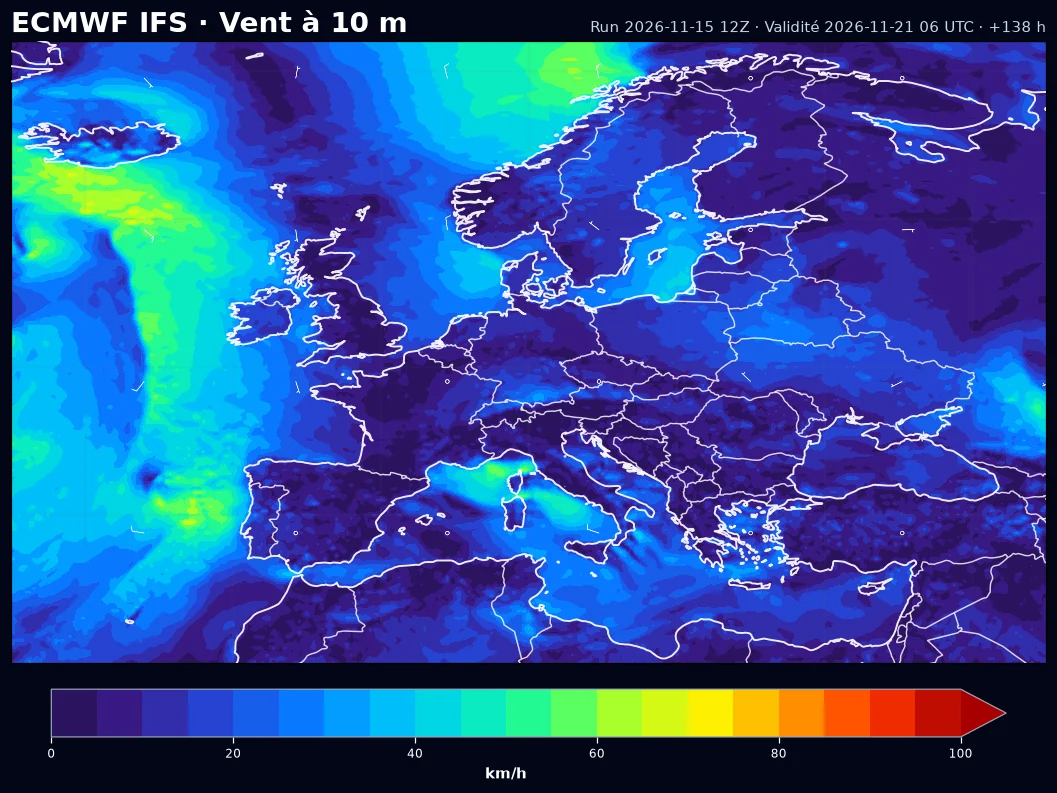 ECMWF IFS · Vent à 10 m
Run 2026-11-15 12Z · Validité 2026-11-21 06 UTC · +138 h
0 20 40 60 80 100
km/h